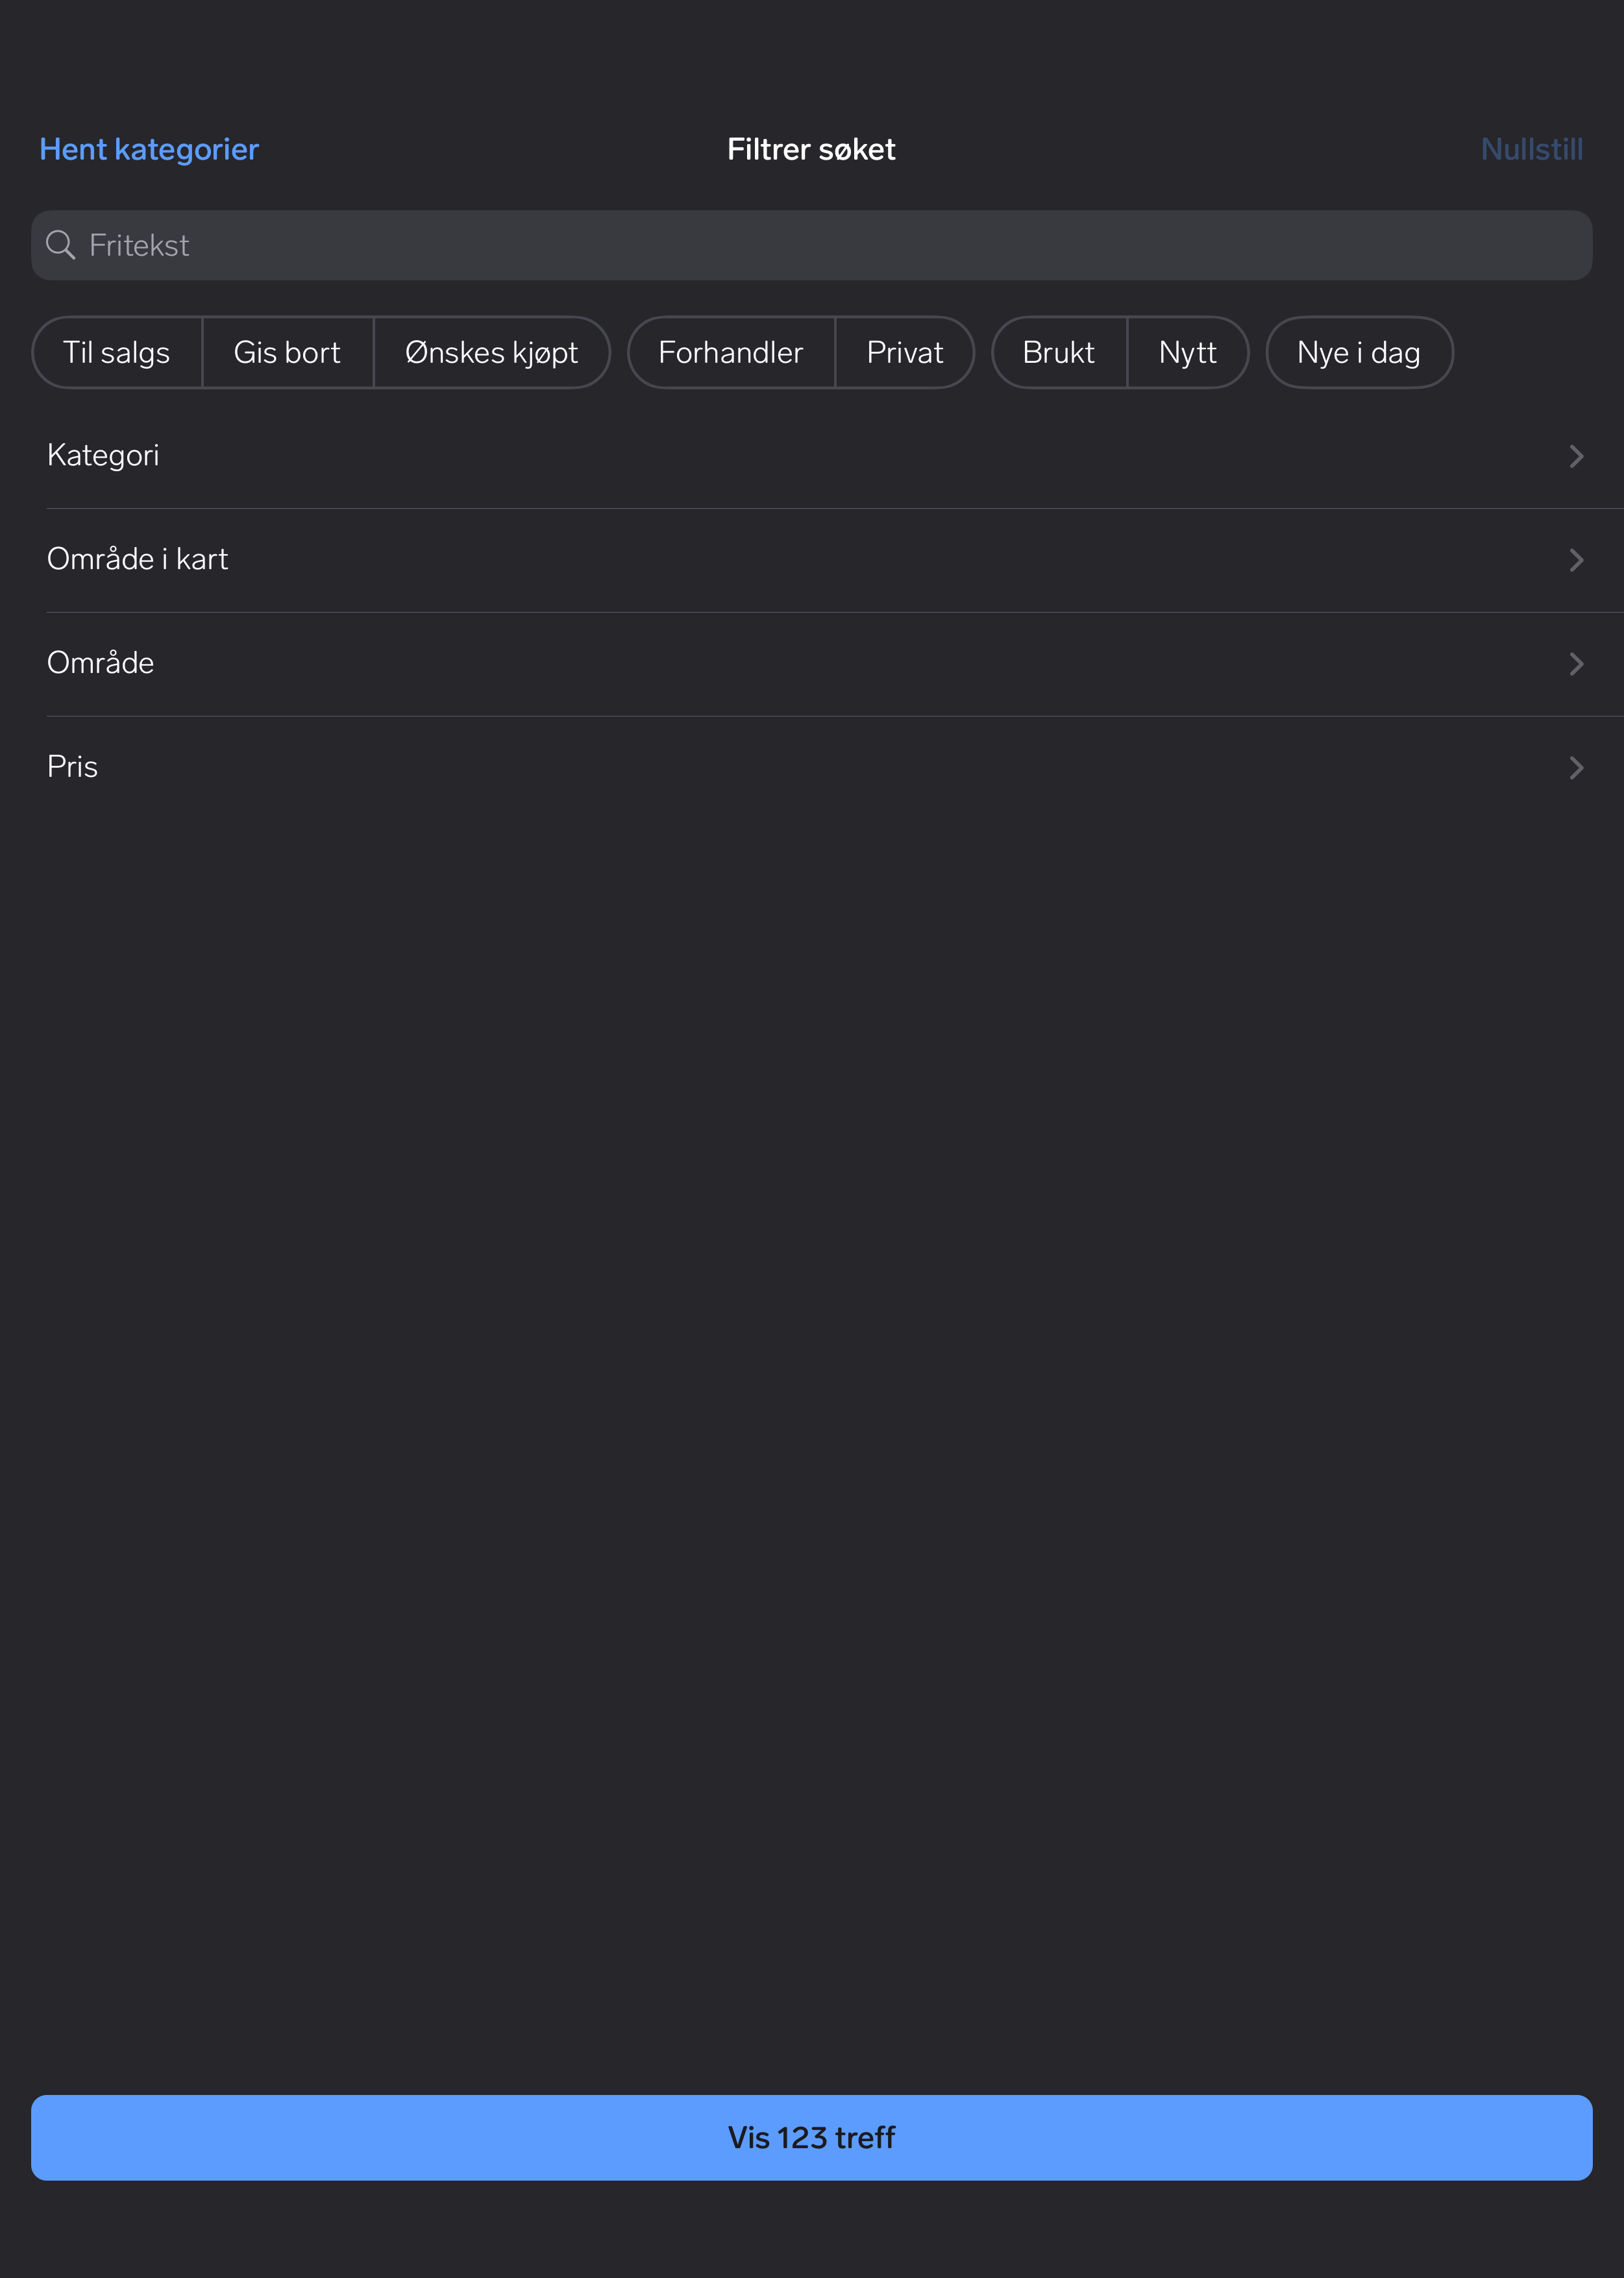 Hent kategorier Filtrer søket Nullstill
Fritekst
Til salgs Gis bort Ønskes kjøpt Forhandler Privat Brukt Nytt Nye i dag
Kategori
Område i kart
Område
Pris
Vis 123 treff